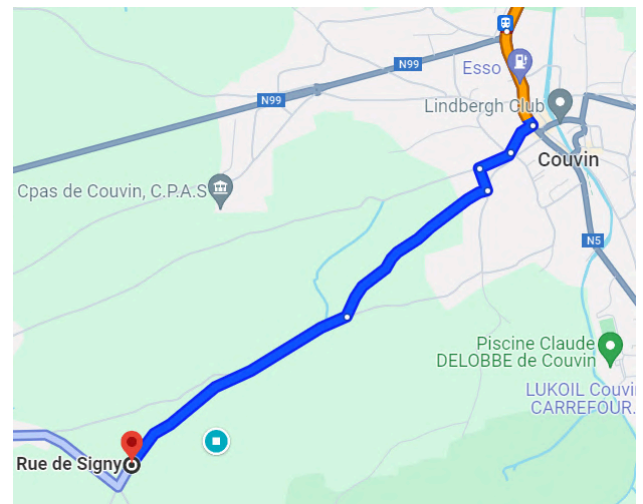 N99
Esso
N99
Lindbergh Club
Couvin
Cpas de Couvin, C.P.A.S
N5
Piscine Claude
DELOBBE de Couvin
LUKOIL Couvin
CARREFOUR.
Rue de Signy